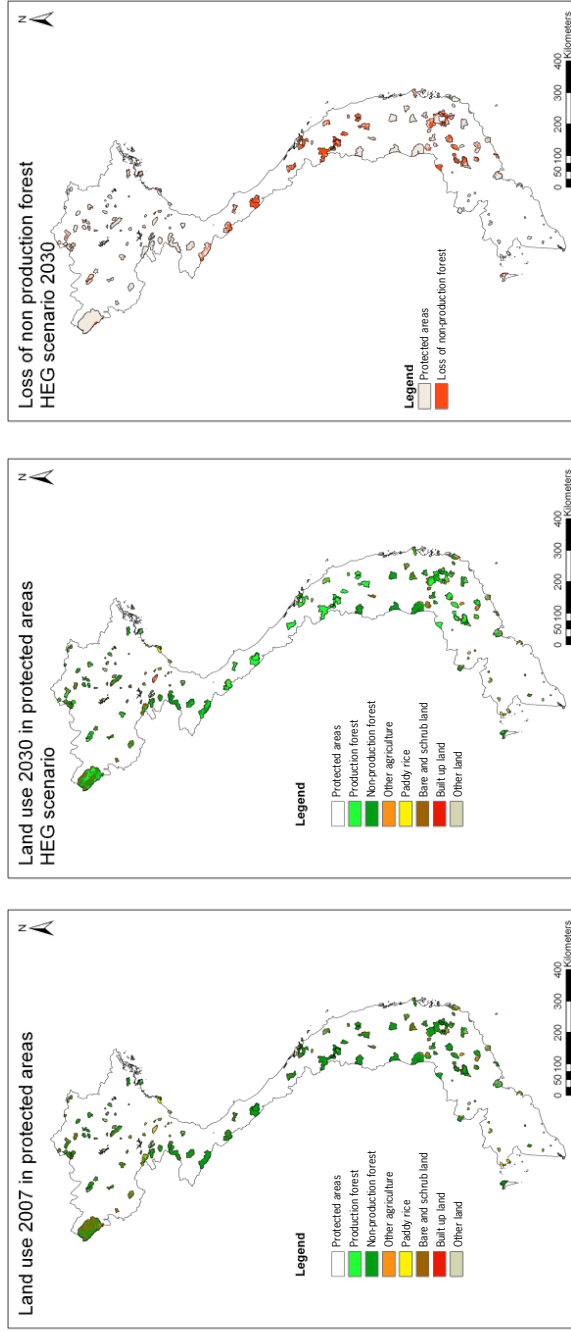 Land use 2007 in protected areas
N
Legend
Protected areas
Production forest
Non-production forest
Other agriculture
Paddy rice
Bare and schrub land
Built up land
Other land
0 50 100 200 300 400
Kilometers
Land use 2030 in protected areas
HEG scenario
N
Legend
Protected areas
Production forest
Non-production forest
Other agriculture
Paddy rice
Bare and schrub land
Built up land
Other land
0 50 100 200 300 400
Kilometers
Loss of non production forest
HEG scenario 2030
N
Legend
Protected areas
Loss of non-production forest
0 50 100 200 300 400
Kilometers